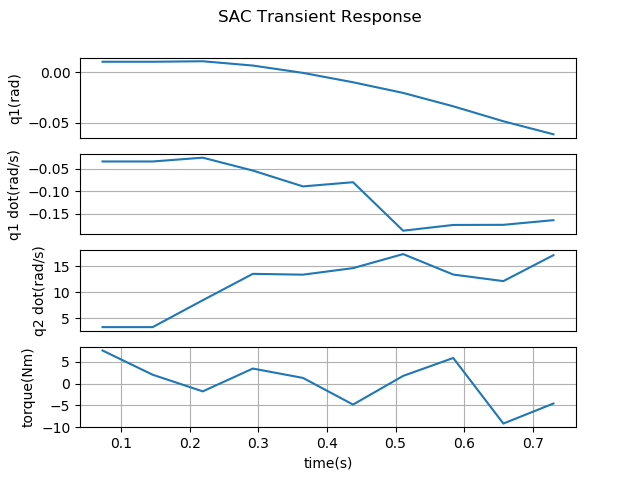 SAC Transient Response
q1(rad)
0.00
−0.05
q1 dot(rad/s)
−0.05
−0.10
−0.15
q2 dot(rad/s)
15
10
5
torque(Nm)
5
0
−5
−10
0.1 0.2 0.3 0.4 0.5 0.6 0.7
time(s)